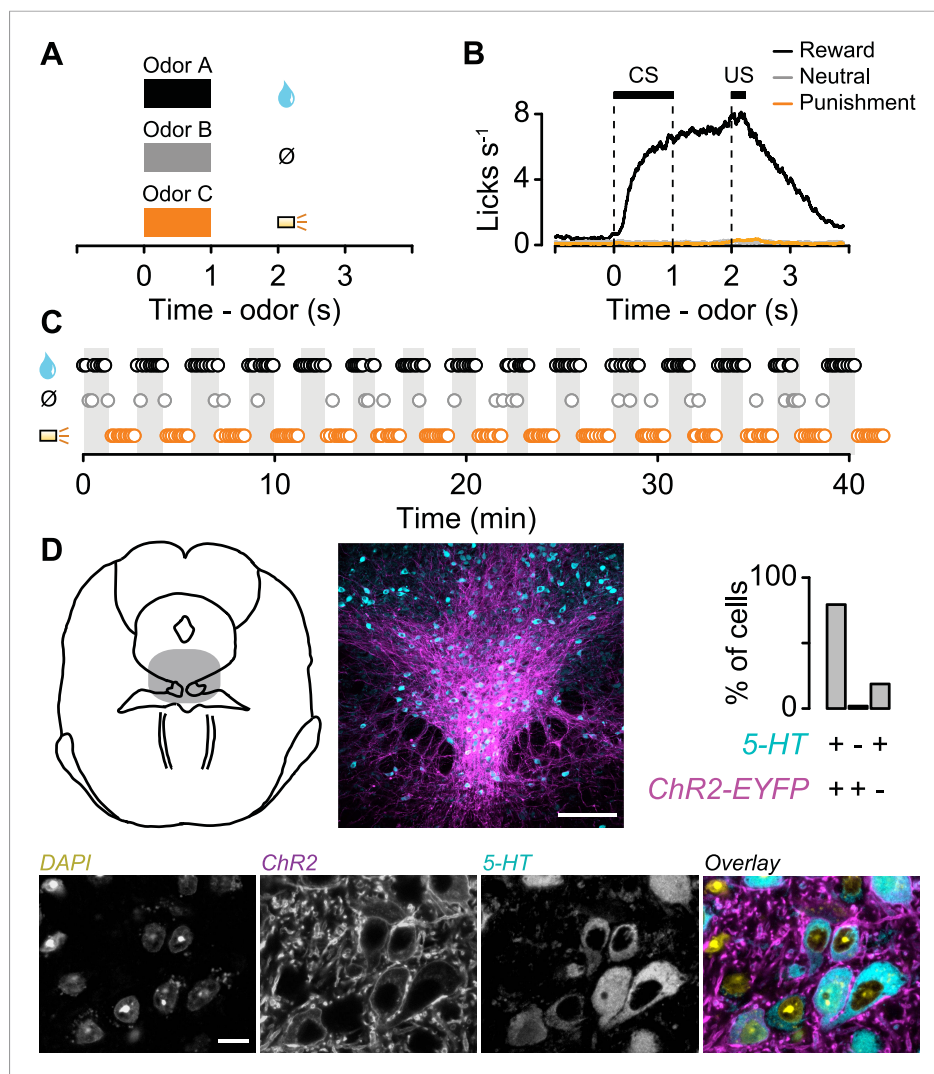 A
Odor A
Odor B
Ø
Odor C
0 1 2 3
Time - odor (s)
B
Reward
Neutral
Punishment
CS US
8
4
0
Licks s⁻¹
0 1 2 3
Time - odor (s)
C
Ø
0 10 20 30 40
Time (min)
D
100
0
% of cells
5-HT + - +
ChR2-EYFP + + -
DAPI ChR2 5-HT Overlay